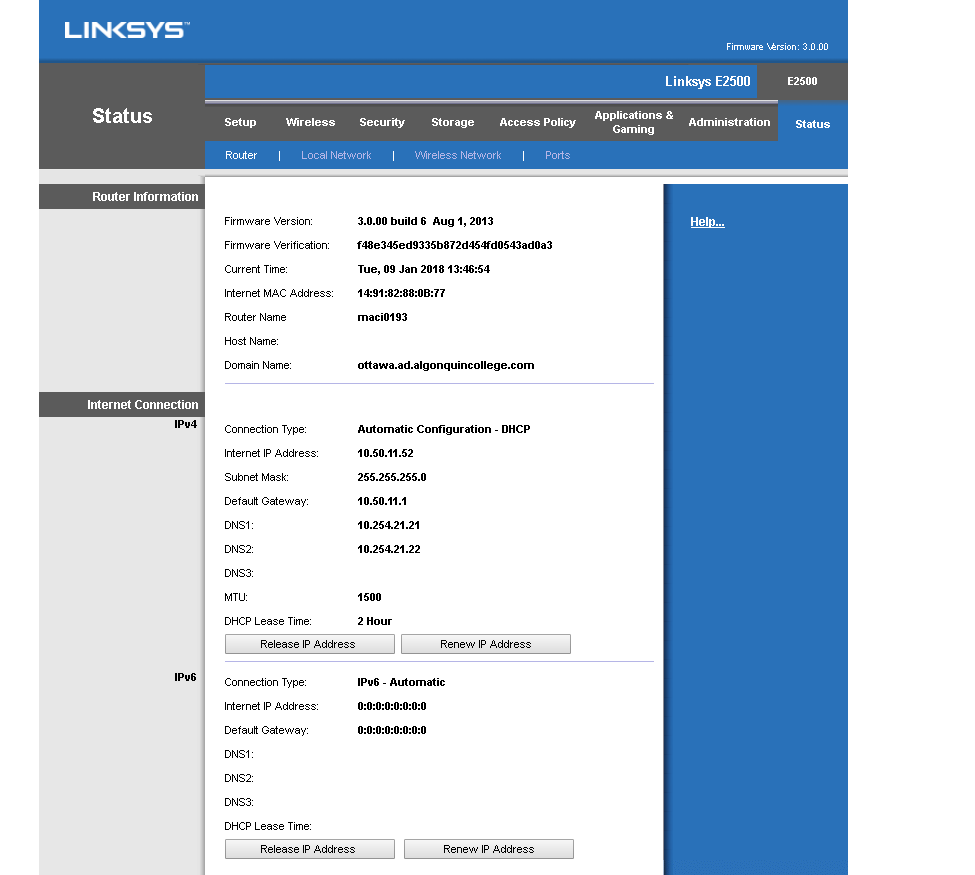 LINKSYS™
Firmware Version: 3.0.00
Linksys E2500 E2500
Status
Setup Wireless Security Storage Access Policy Applications & Gaming Administration Status
Router | Local Network | Wireless Network | Ports
Router Information
Help...
Firmware Version: 3.0.00 build 6 Aug 1, 2013
Firmware Verification: f48e345ed9335b872d454fd0543ad0a3
Current Time: Tue, 09 Jan 2018 13:46:54
Internet MAC Address: 14:91:82:88:0B:77
Router Name maci0193
Host Name:
Domain Name: ottawa.ad.algonquincollege.com
Internet Connection
IPv4
Connection Type: Automatic Configuration - DHCP
Internet IP Address: 10.50.11.52
Subnet Mask: 255.255.255.0
Default Gateway: 10.50.11.1
DNS1: 10.254.21.21
DNS2: 10.254.21.22
DNS3:
MTU: 1500
DHCP Lease Time: 2 Hour
Release IP Address Renew IP Address
IPv6
Connection Type: IPv6 - Automatic
Internet IP Address: 0:0:0:0:0:0:0:0
Default Gateway: 0:0:0:0:0:0:0:0
DNS1:
DNS2:
DNS3:
DHCP Lease Time:
Release IP Address Renew IP Address